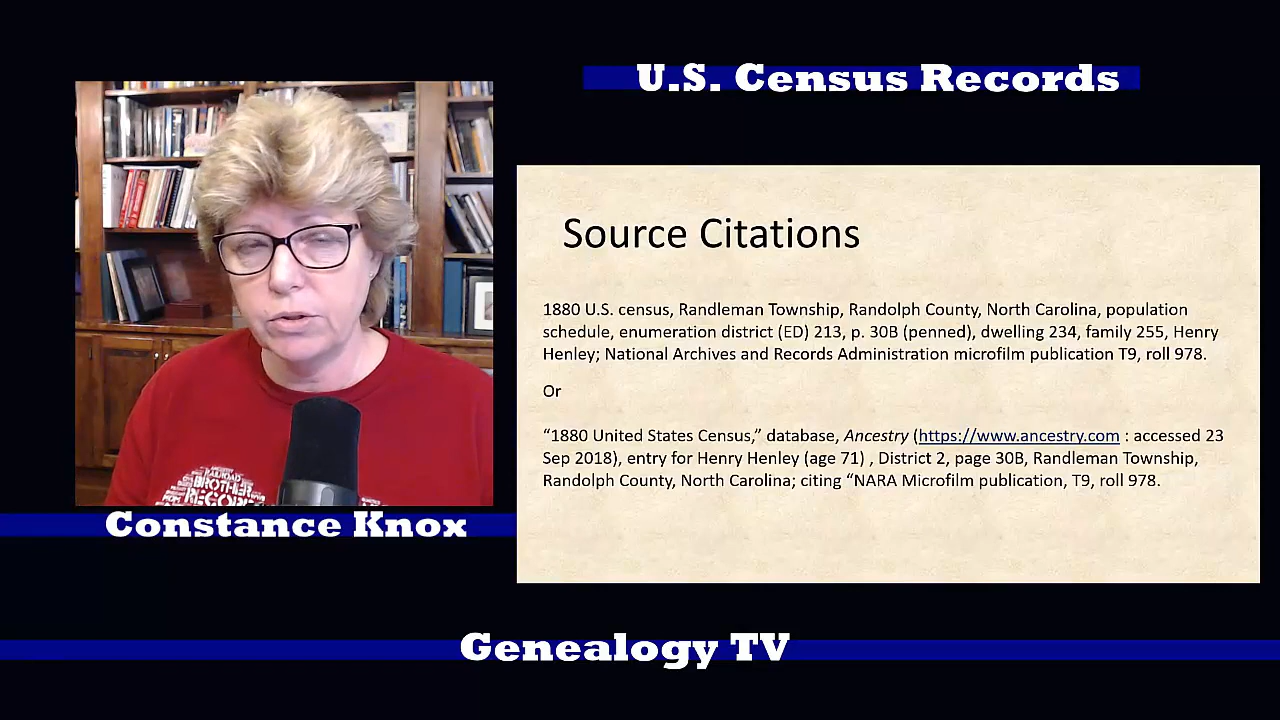 U.S. Census Records
Source Citations
1880 U.S. census, Randleman Township, Randolph County, North Carolina, population
schedule, enumeration district (ED) 213, p. 30B (penned), dwelling 234, family 255, Henry
Henley; National Archives and Records Administration microfilm publication T9, roll 978.
Or
“1880 United States Census,” database, Ancestry (https://www.ancestry.com : accessed 23
Sep 2018), entry for Henry Henley (age 71) , District 2, page 30B, Randleman Township,
Randolph County, North Carolina; citing “NARA Microfilm publication, T9, roll 978.
RAILROAD
BROTHER
Constance Knox
Genealogy TV